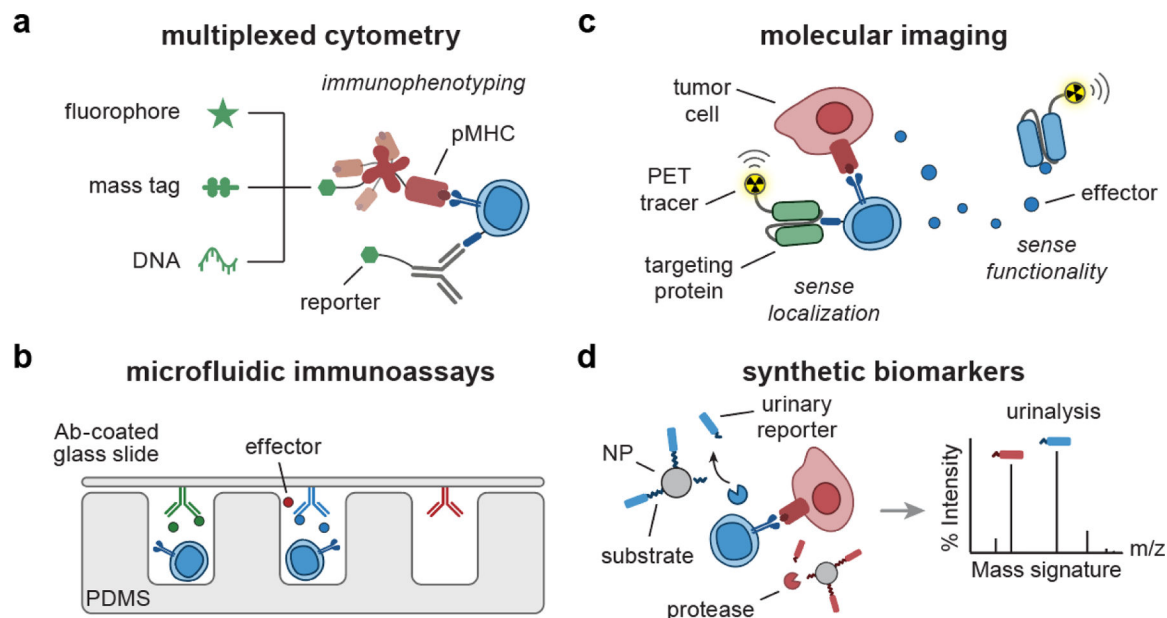 a
multiplexed cytometry
immunophenotyping
fluorophore
pMHC
mass tag
DNA
reporter
b
microfluidic immunoassays
Ab-coated
glass slide
effector
PDMS
c
molecular imaging
tumor
cell
PET
tracer
effector
targeting
protein
sense
localization
sense
functionality
d
synthetic biomarkers
urinary
reporter
NP
substrate
protease
urinalysis
% Intensity
m/z
Mass signature